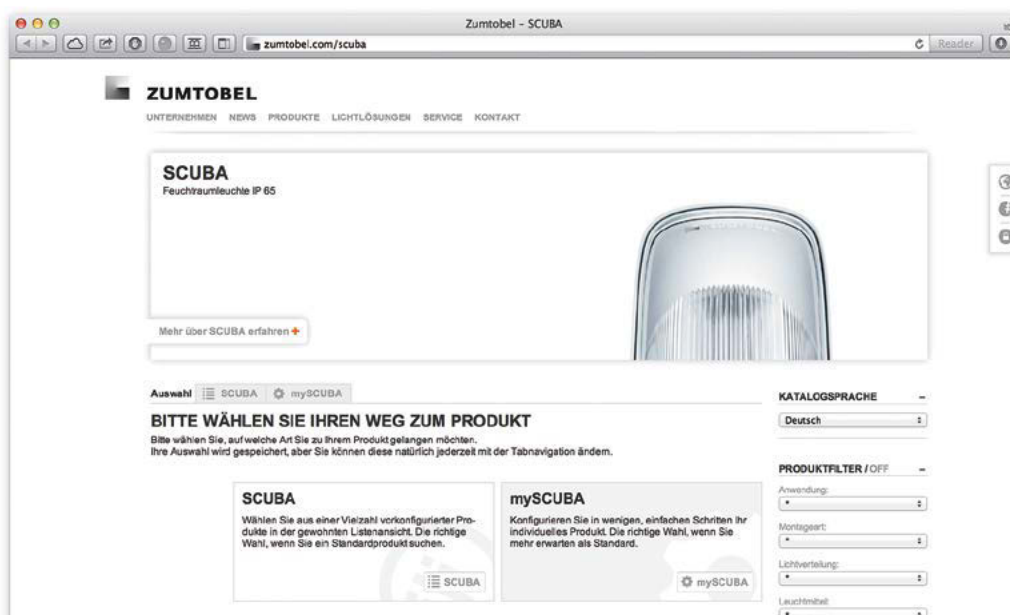 Zumtobel – SCUBA
zumtobel.com/scuba
Reader
ZUMTOBEL
UNTERNEHMEN NEWS PRODUKTE LICHTLÖSUNGEN SERVICE KONTAKT
SCUBA
Feuchtraumleuchte IP 65
Mehr über SCUBA erfahren +
Auswahl SCUBA mySCUBA
BITTE WÄHLEN SIE IHREN WEG ZUM PRODUKT
Bitte wählen Sie, auf welche Art Sie zu Ihrem Produkt gelangen möchten.
Ihre Auswahl wird gespeichert, aber Sie können diese natürlich jederzeit mit der Tabnavigation ändern.
SCUBA
Wählen Sie aus einer Vielzahl vorkonfigurierter Pro-
dukte in der gewohnten Listenansicht. Die richtige
Wahl, wenn Sie ein Standardprodukt suchen.
SCUBA
mySCUBA
Konfigurieren Sie in wenigen, einfachen Schritten Ihr
individuelles Produkt. Die richtige Wahl, wenn Sie
mehr erwarten als Standard.
mySCUBA
KATALOGSPRACHE –
Deutsch
PRODUKTFILTER / OFF –
Anwendung:
*
Montageart:
*
Lichtverteilung:
*
Leuchtmittel:
*